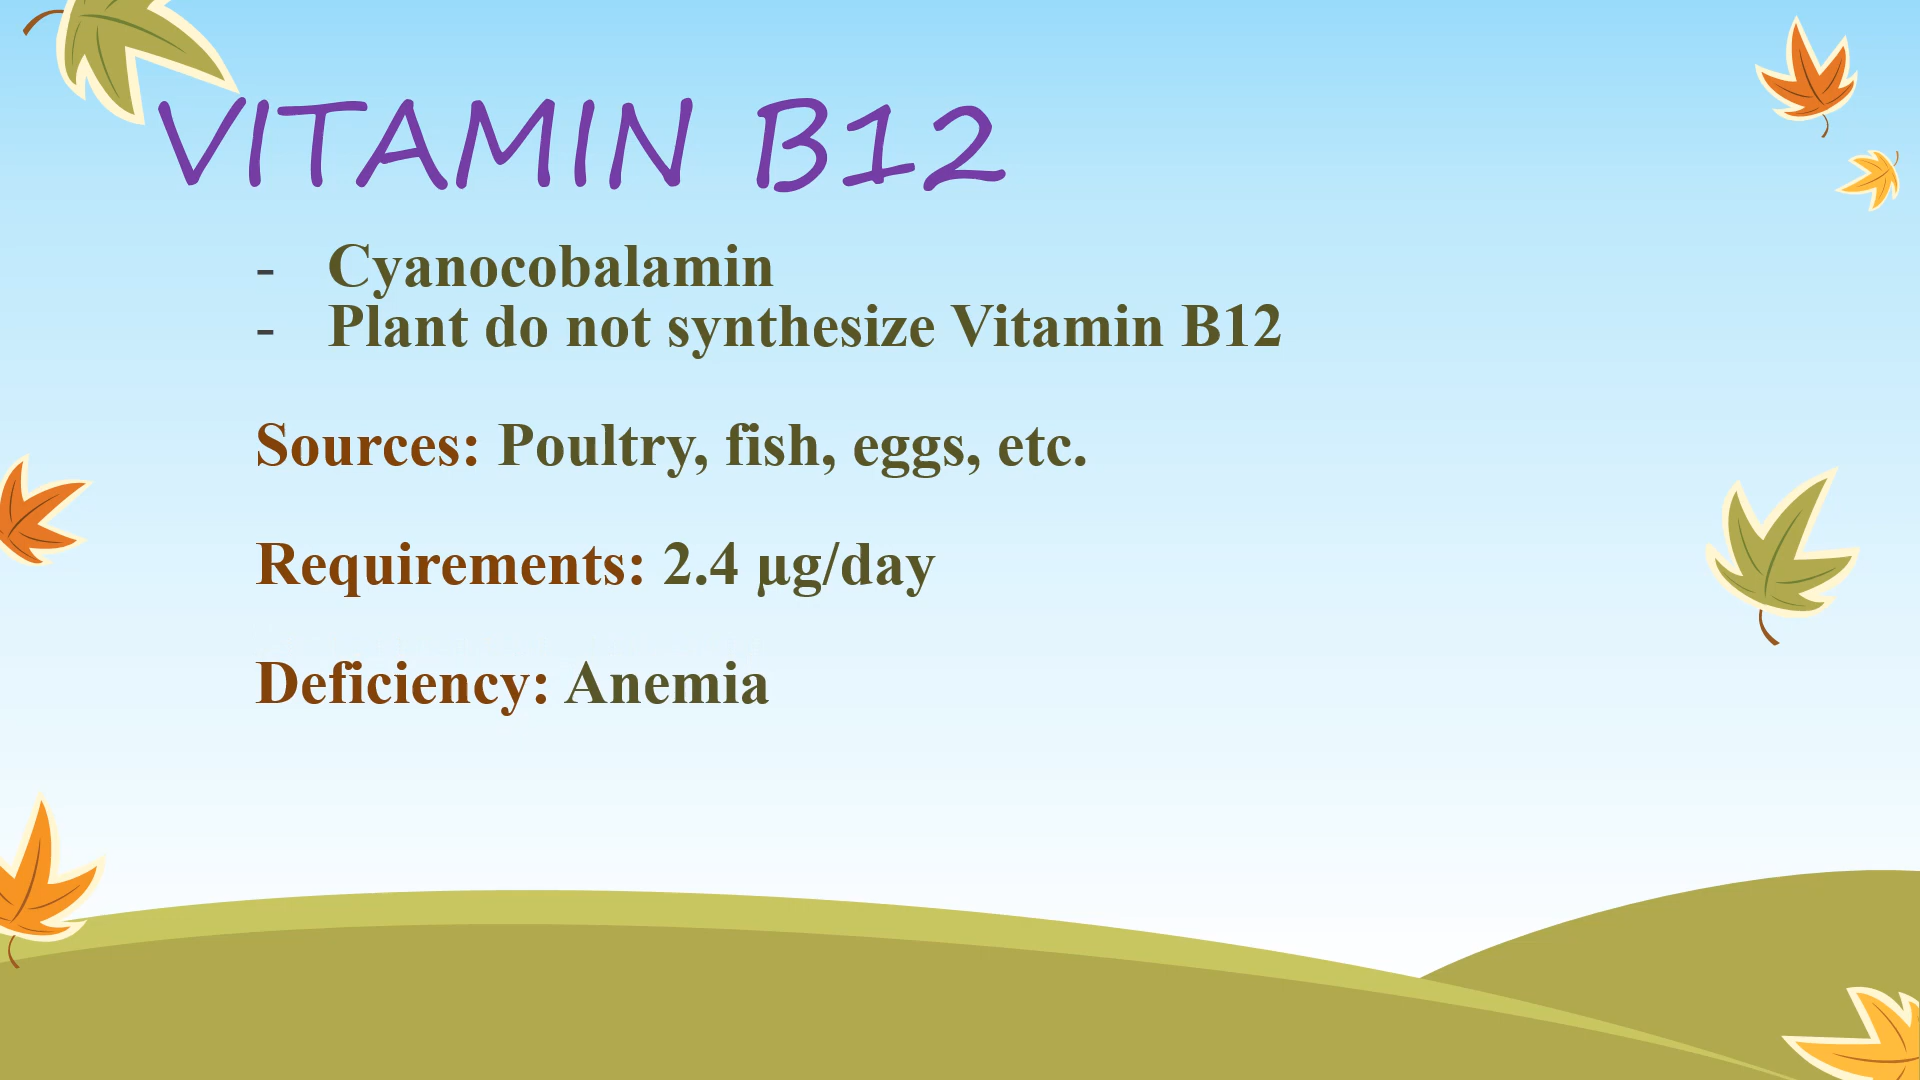 VITAMIN B12
- Cyanocobalamin
- Plant do not synthesize Vitamin B12
Sources: Poultry, fish, eggs, etc.
Requirements: 2.4 µg/day
Deficiency: Anemia